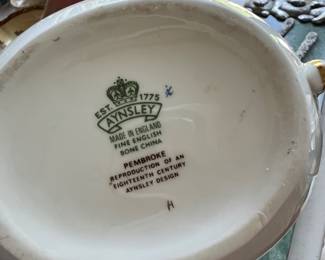 EST. 1775
AYNSLEY
MADE IN ENGLAND
FINE ENGLISH
BONE CHINA
PEMBROKE
REPRODUCTION OF AN
EIGHTEENTH CENTURY
AYNSLEY DESIGN
H